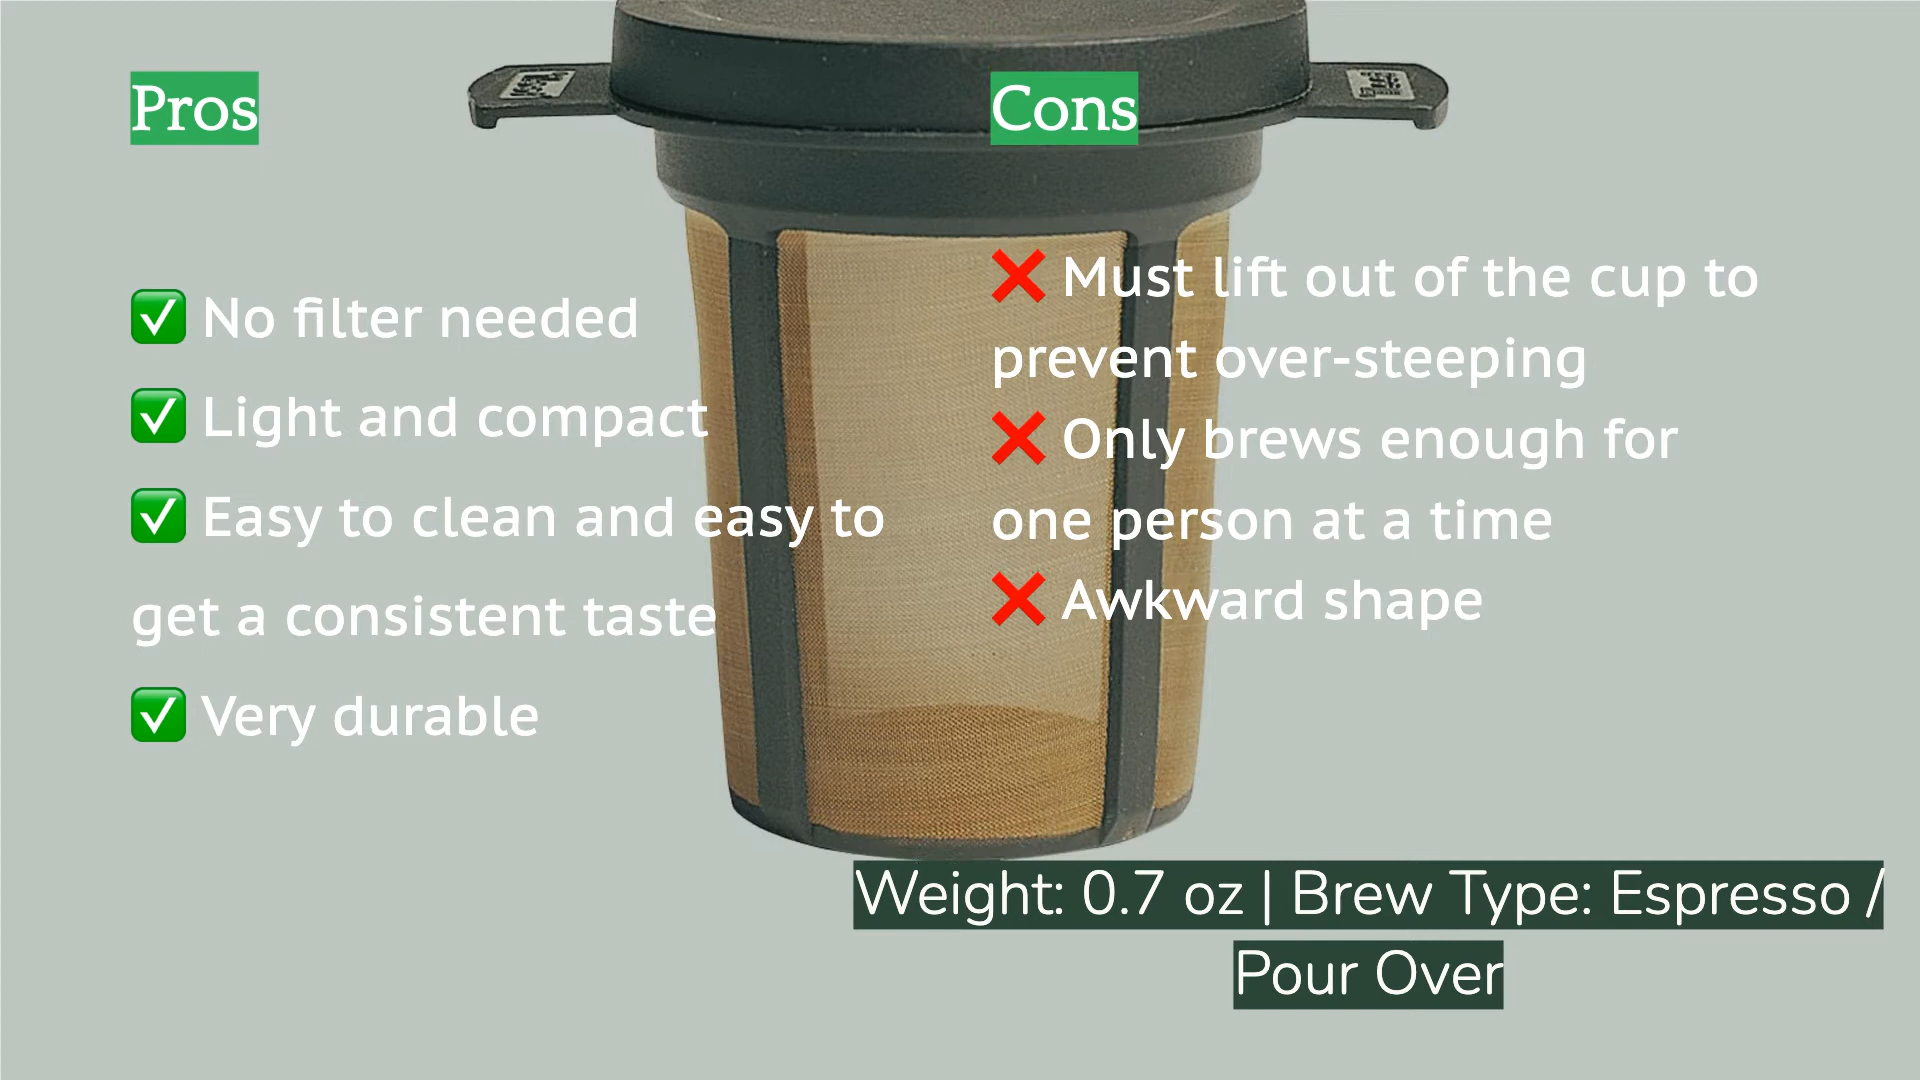 Pros
✅ No filter needed
✅ Light and compact
✅ Easy to clean and easy to
get a consistent taste
✅ Very durable
Cons
❌ Must lift out of the cup to
prevent over-steeping
❌ Only brews enough for
one person at a time
❌ Awkward shape
Weight: 0.7 oz | Brew Type: Espresso /
Pour Over